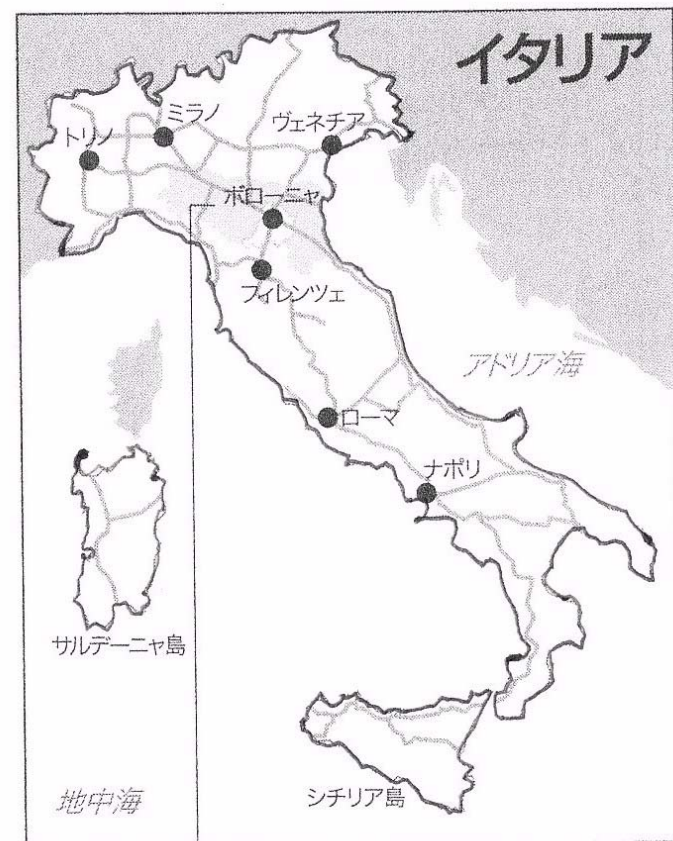 イタリア
ミラノ
トリノ
ヴェネチア
ボローニャ
フィレンツェ
アドリア海
ローマ
ナポリ
サルデーニャ島
シチリア島
地中海